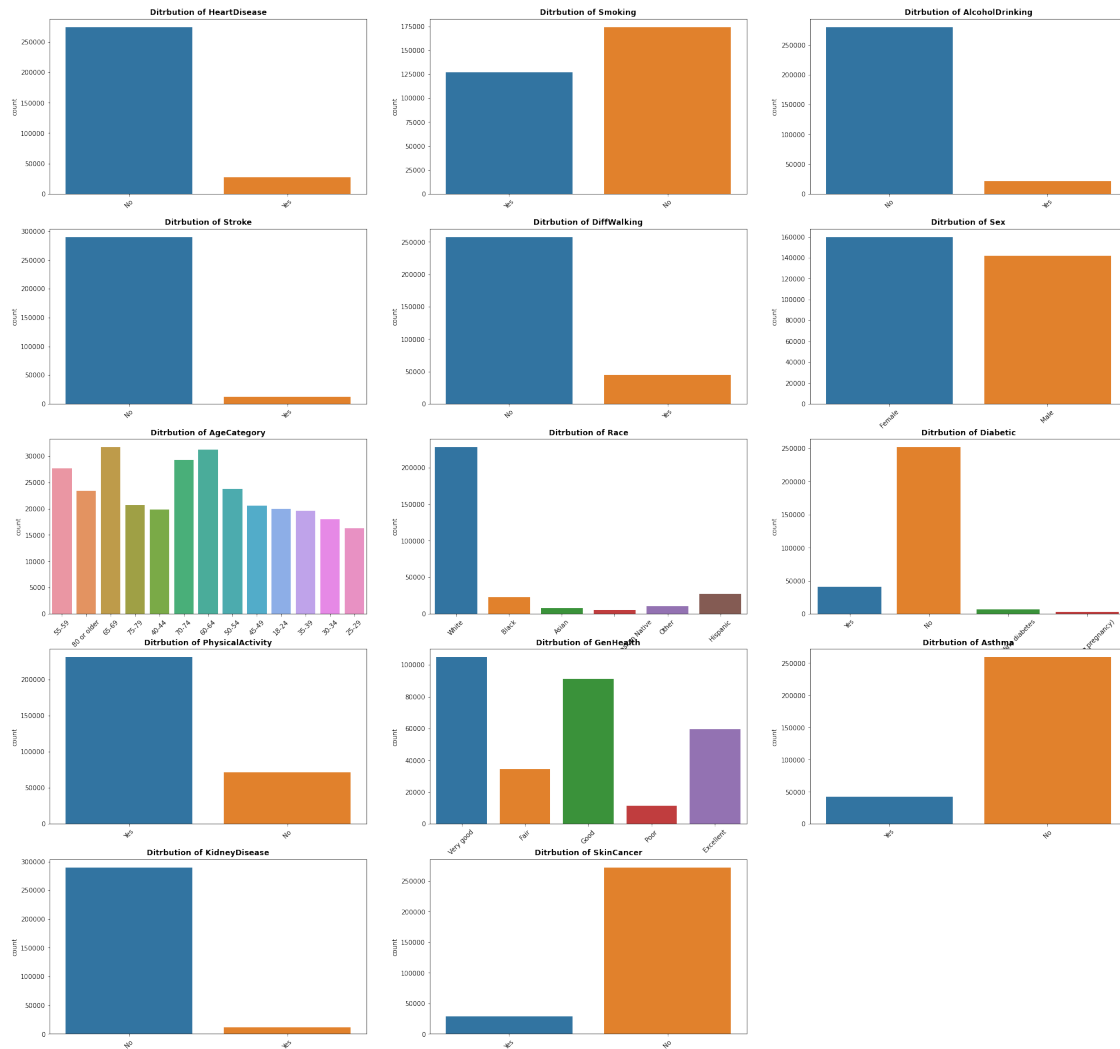 Ditrbution of HeartDisease
count
250000
200000
150000
100000
50000
0
No
Yes
Ditrbution of Smoking
count
175000
150000
125000
100000
75000
50000
25000
0
Yes
No
Ditrbution of AlcoholDrinking
count
250000
200000
150000
100000
50000
0
No
Yes
Ditrbution of Stroke
count
300000
250000
200000
150000
100000
50000
0
No
Yes
Ditrbution of DiffWalking
count
250000
200000
150000
100000
50000
0
No
Yes
Ditrbution of Sex
count
160000
140000
120000
100000
80000
60000
40000
20000
0
Female
Male
Ditrbution of AgeCategory
count
30000
25000
20000
15000
10000
5000
0
55-59
80 or older
65-69
75-79
40-44
70-74
60-64
50-54
45-49
18-24
35-39
30-34
25-29
Ditrbution of Race
count
200000
150000
100000
50000
0
White
Black
Asian
Native
Other
Hispanic
Ditrbution of Diabetic
count
250000
200000
150000
100000
50000
0
Yes
No
diabetes
pregnancy)
Ditrbution of PhysicalActivity
count
200000
150000
100000
50000
0
Yes
No
Ditrbution of GenHealth
count
100000
80000
60000
40000
20000
0
Very good
Fair
Good
Poor
Excellent
Ditrbution of Asthma
count
250000
200000
150000
100000
50000
0
Yes
No
Ditrbution of KidneyDisease
count
300000
250000
200000
150000
100000
50000
0
No
Yes
Ditrbution of SkinCancer
count
250000
200000
150000
100000
50000
0
Yes
No